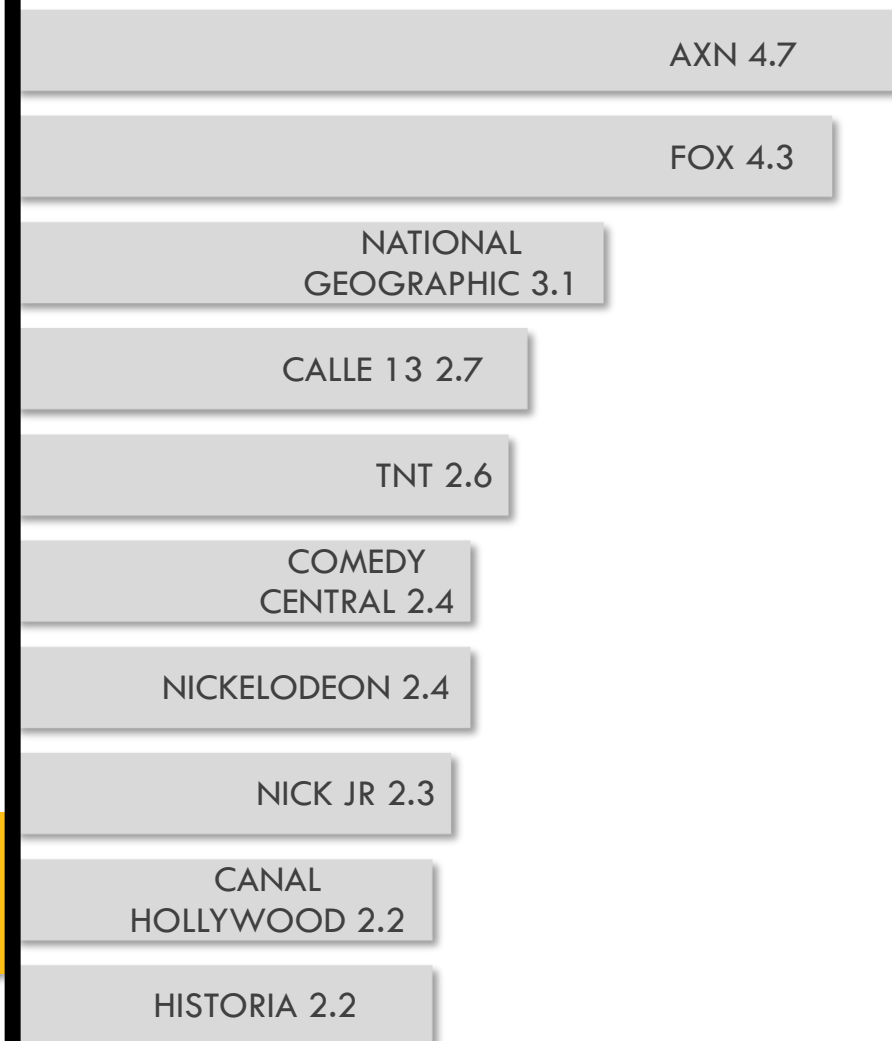 AXN 4.7
FOX 4.3
NATIONAL
GEOGRAPHIC 3.1
CALLE 13 2.7
TNT 2.6
COMEDY
CENTRAL 2.4
NICKELODEON 2.4
NICK JR 2.3
CANAL
HOLLYWOOD 2.2
HISTORIA 2.2